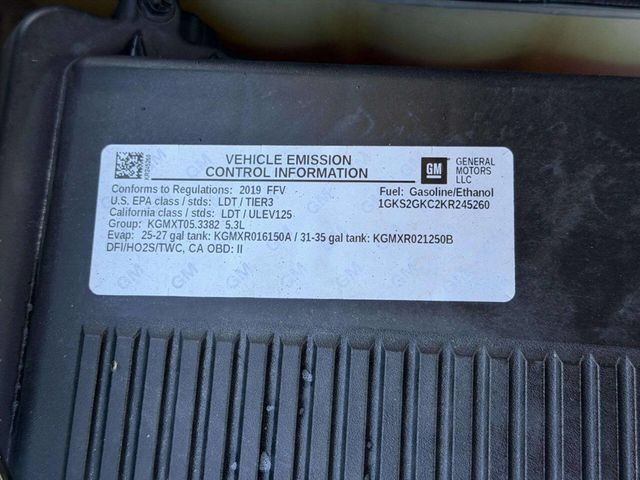 VEHICLE EMISSION
CONTROL INFORMATION
GM
GENERAL
MOTORS
LLC
Conforms to Regulations: 2019 FFV
Fuel: Gasoline/Ethanol
U.S. EPA class / stds: LDT / TIER3
1GKS2GKC2KR245260
California class / stds: LDT / ULEV125
Group: KGMXT05.3382 5.3L
Evap: 25-27 gal tank: KGMXR016150A / 31-35 gal tank: KGMXR021250B
DFI/HO2S/TWC, CA OBD: II